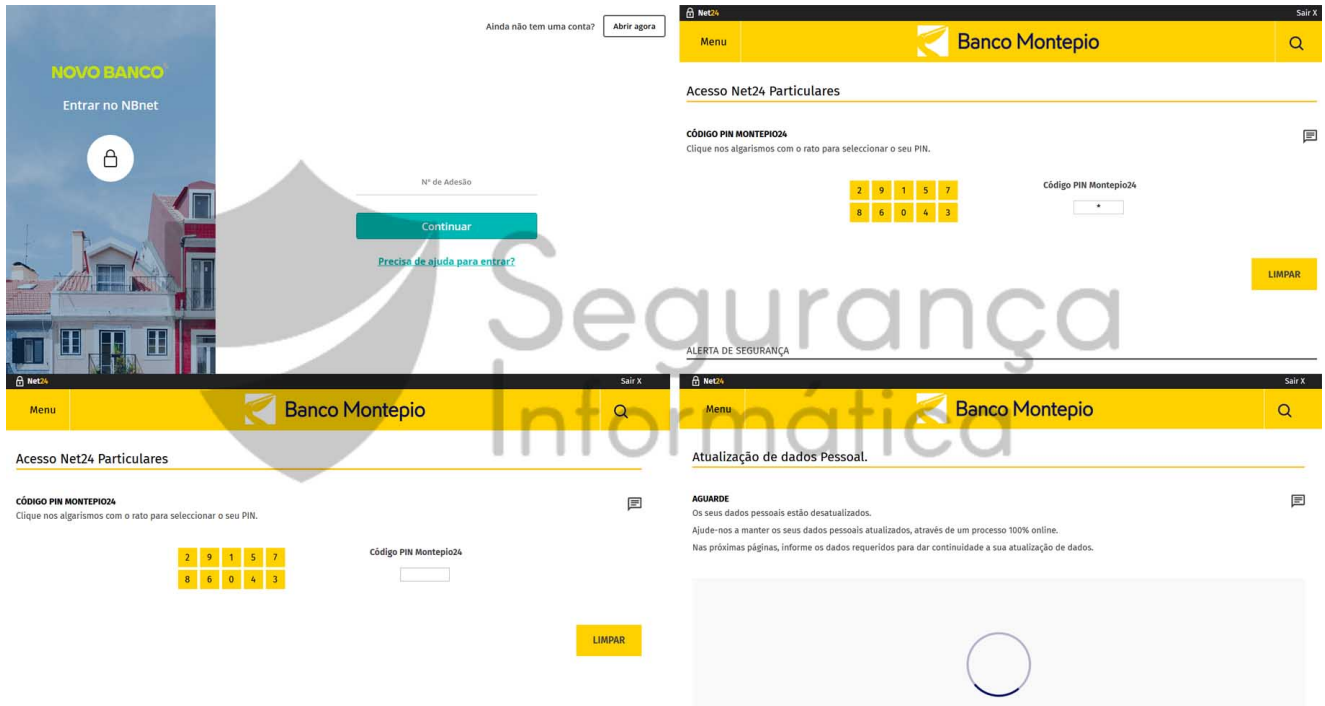 Ainda não tem uma conta? Abrir agora
NOVO BANCO
Entrar no NBnet
Nº de Adesão
Continuar
Precisa de ajuda para entrar?
Net24 Sair X
Menu Banco Montepio
Acesso Net24 Particulares
CÓDIGO PIN MONTEPIO24
Clique nos algarismos com o rato para seleccionar o seu PIN.
2 9 1 5 7
8 6 0 4 3
Código PIN Montepio24
*
LIMPAR
ALERTA DE SEGURANÇA
Segurança
Informática
Net24 Sair X
Menu Banco Montepio
Acesso Net24 Particulares
CÓDIGO PIN MONTEPIO24
Clique nos algarismos com o rato para seleccionar o seu PIN.
2 9 1 5 7
8 6 0 4 3
Código PIN Montepio24
LIMPAR
Net24 Sair X
Menu Banco Montepio
Atualização de dados Pessoal.
AGUARDE
Os seus dados pessoais estão desatualizados.
Ajude-nos a manter os seus dados pessoais atualizados, através de um processo 100% online.
Nas próximas páginas, informe os dados requeridos para dar continuidade a sua atualização de dados.